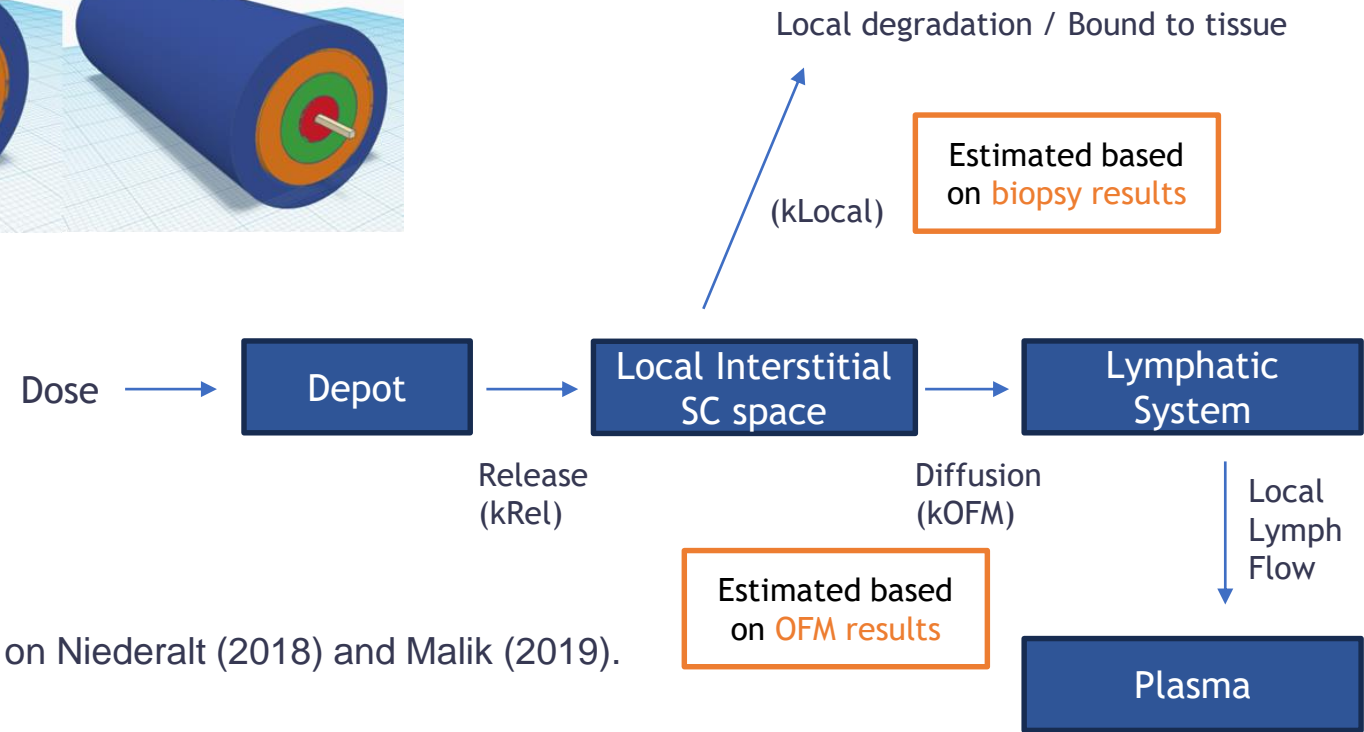 Local degradation / Bound to tissue
Estimated based
on biopsy results
(kLocal)
Dose
Depot
Local Interstitial
SC space
Lymphatic
System
Release
(kRel)
Diffusion
(kOFM)
Local
Lymph
Flow
Estimated based
on OFM results
on Niederalt (2018) and Malik (2019).
Plasma